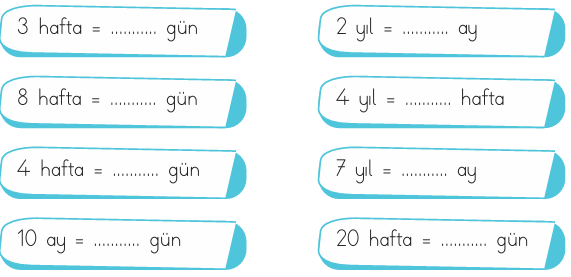 3 hafta = ........... gün
8 hafta = ........... gün
4 hafta = ........... gün
10 ay = ........... gün
2 yıl = ........... ay
4 yıl = ........... hafta
7 yıl = ........... ay
20 hafta = ........... gün